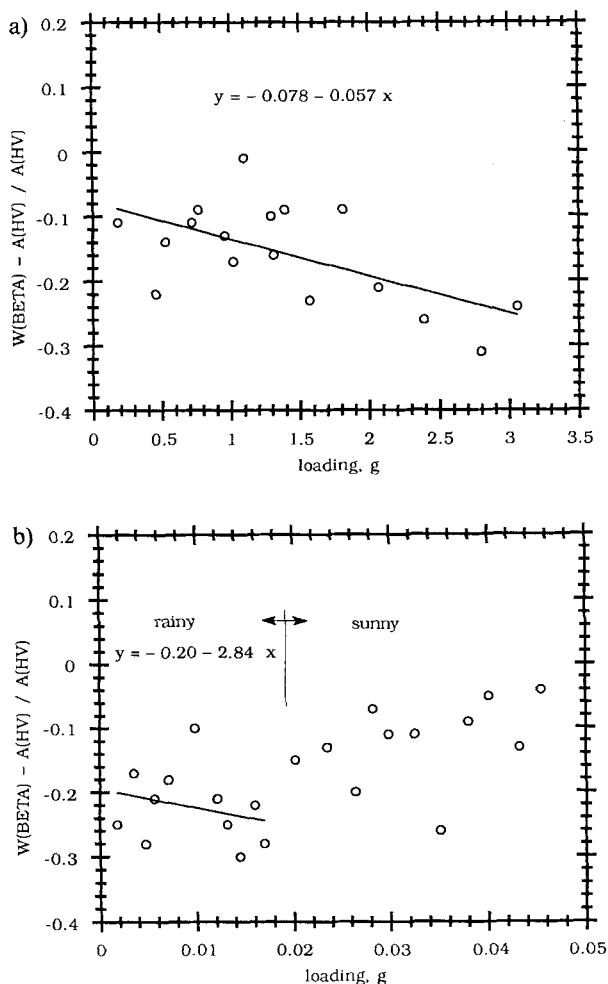 a)
0.2
0.1
0
-0.1
-0.2
-0.3
-0.4
W(BETA) - A(HV) / A(HV)
y = - 0.078 - 0.057 x
0 0.5 1 1.5 2 2.5 3 3.5
loading, g
b)
0.2
0.1
0
-0.1
-0.2
-0.3
-0.4
W(BETA) - A(HV) / A(HV)
rainy sunny
y = - 0.20 - 2.84 x
0 0.01 0.02 0.03 0.04 0.05
loading, g